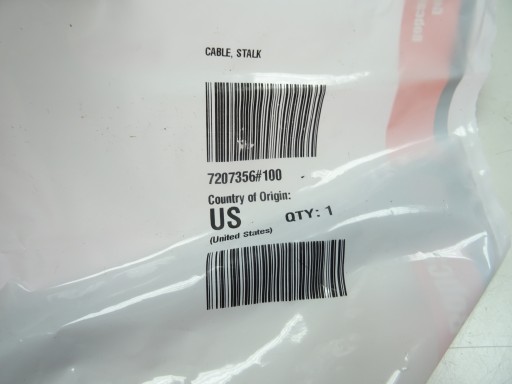 CABLE, STALK
7207356#100
Country of Origin:
US QTY: 1
(United States)